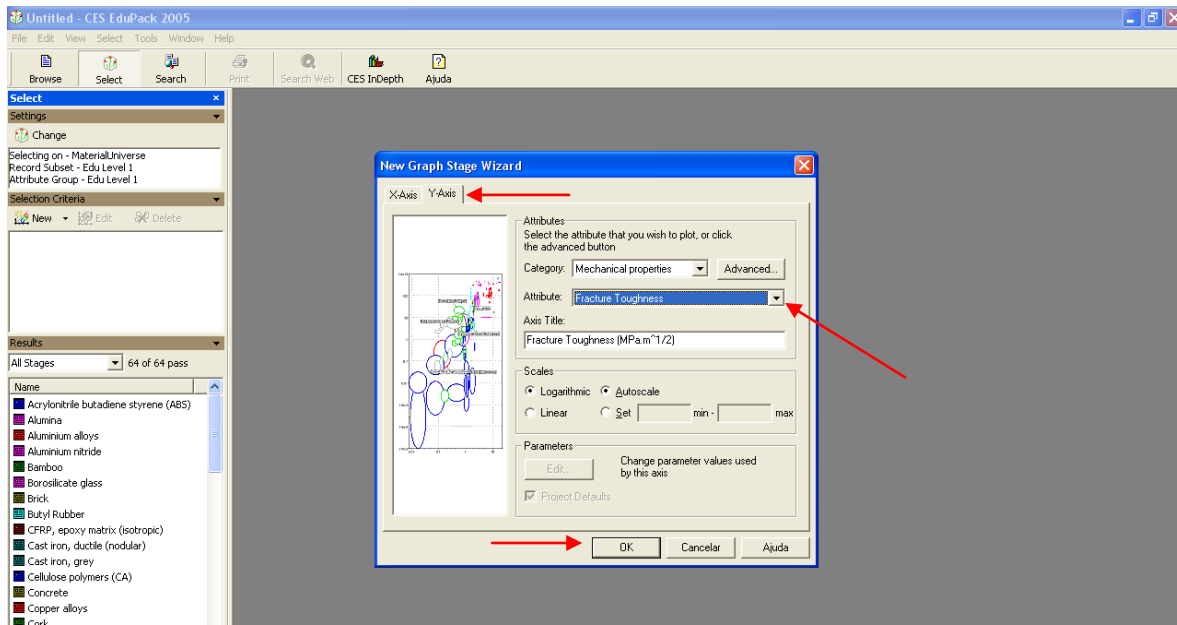 Untitled - CES EduPack 2005
File Edit View Select Tools Window Help
Browse Select Search Print Search Web CES InDepth Ajuda
Select
Settings
Change
Selecting on - MaterialUniverse
Record Subset - Edu Level 1
Attribute Group - Edu Level 1
Selection Criteria
New Edit Delete
Results
All Stages 64 of 64 pass
Name
Acrylonitrile butadiene styrene (ABS)
Alumina
Aluminium alloys
Aluminium nitride
Bamboo
Borosilicate glass
Brick
Butyl Rubber
CFRP, epoxy matrix (isotropic)
Cast iron, ductile (nodular)
Cast iron, grey
Cellulose polymers (CA)
Concrete
Copper alloys
Cork
New Graph Stage Wizard
X-Axis Y-Axis
Attributes
Select the attribute that you wish to plot, or click
the advanced button
Category: Mechanical properties Advanced...
Attribute: Fracture Toughness
Axis Title:
Fracture Toughness (MPa.m^1/2)
Scales
Logarithmic Autoscale
Linear Set min - max
Parameters
Edit... Change parameter values used
by this axis
Project Defaults
OK Cancelar Ajuda